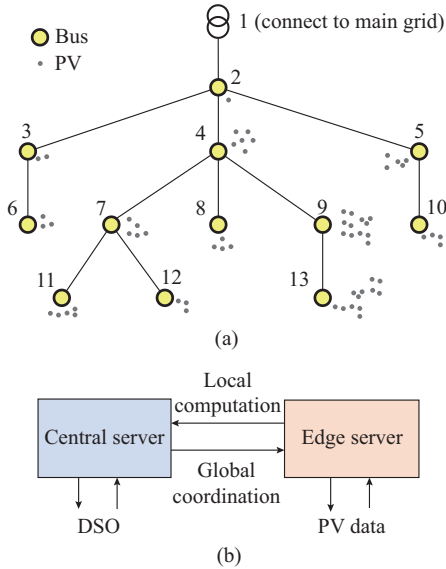 1 (connect to main grid)
Bus
PV
2
3
4
5
6
7
8
9
10
11
12
13
(a)
Local
computation
Central server
Edge server
Global
coordination
DSO
PV data
(b)